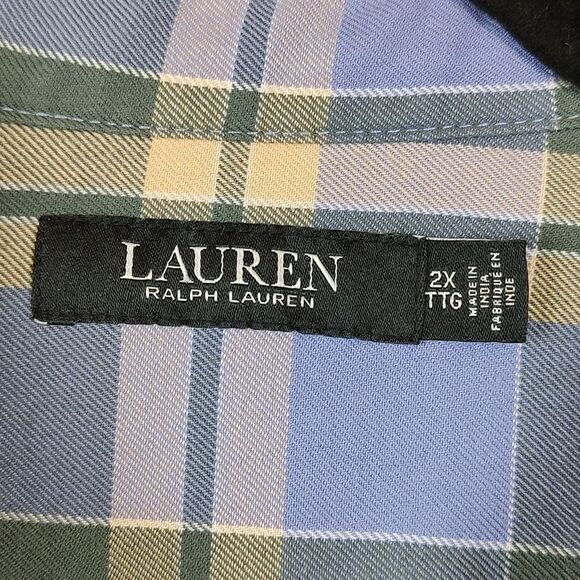 LAUREN
RALPH LAUREN
2X
TTG
MADE IN
INDIA
FABRIQUÉ EN
INDE